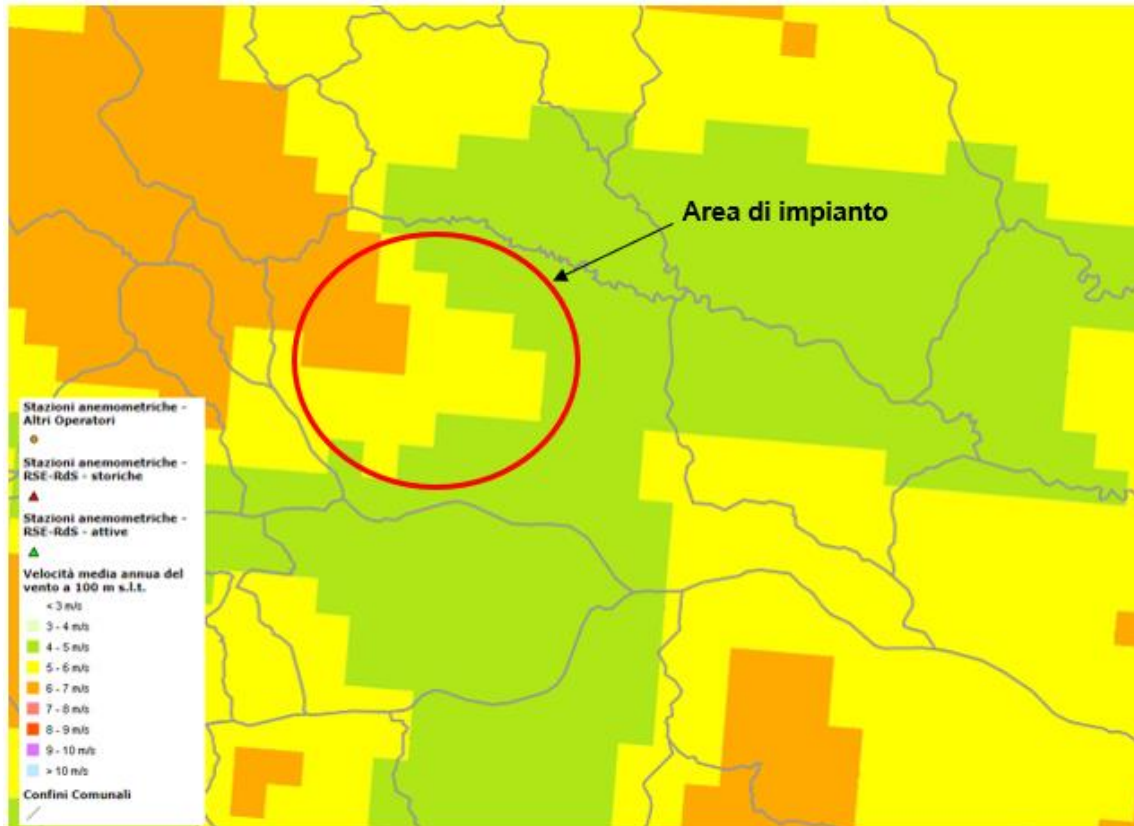 Area di impianto
Stazioni anemometriche -
Altri Operatori
Stazioni anemometriche -
RSE-RdS - storiche
Stazioni anemometriche -
RSE-RdS - attive
Velocità media annua del
vento a 100 m s.l.t.
< 3 m/s
3 - 4 m/s
4 - 5 m/s
5 - 6 m/s
6 - 7 m/s
7 - 8 m/s
8 - 9 m/s
9 - 10 m/s
> 10 m/s
Confini Comunali